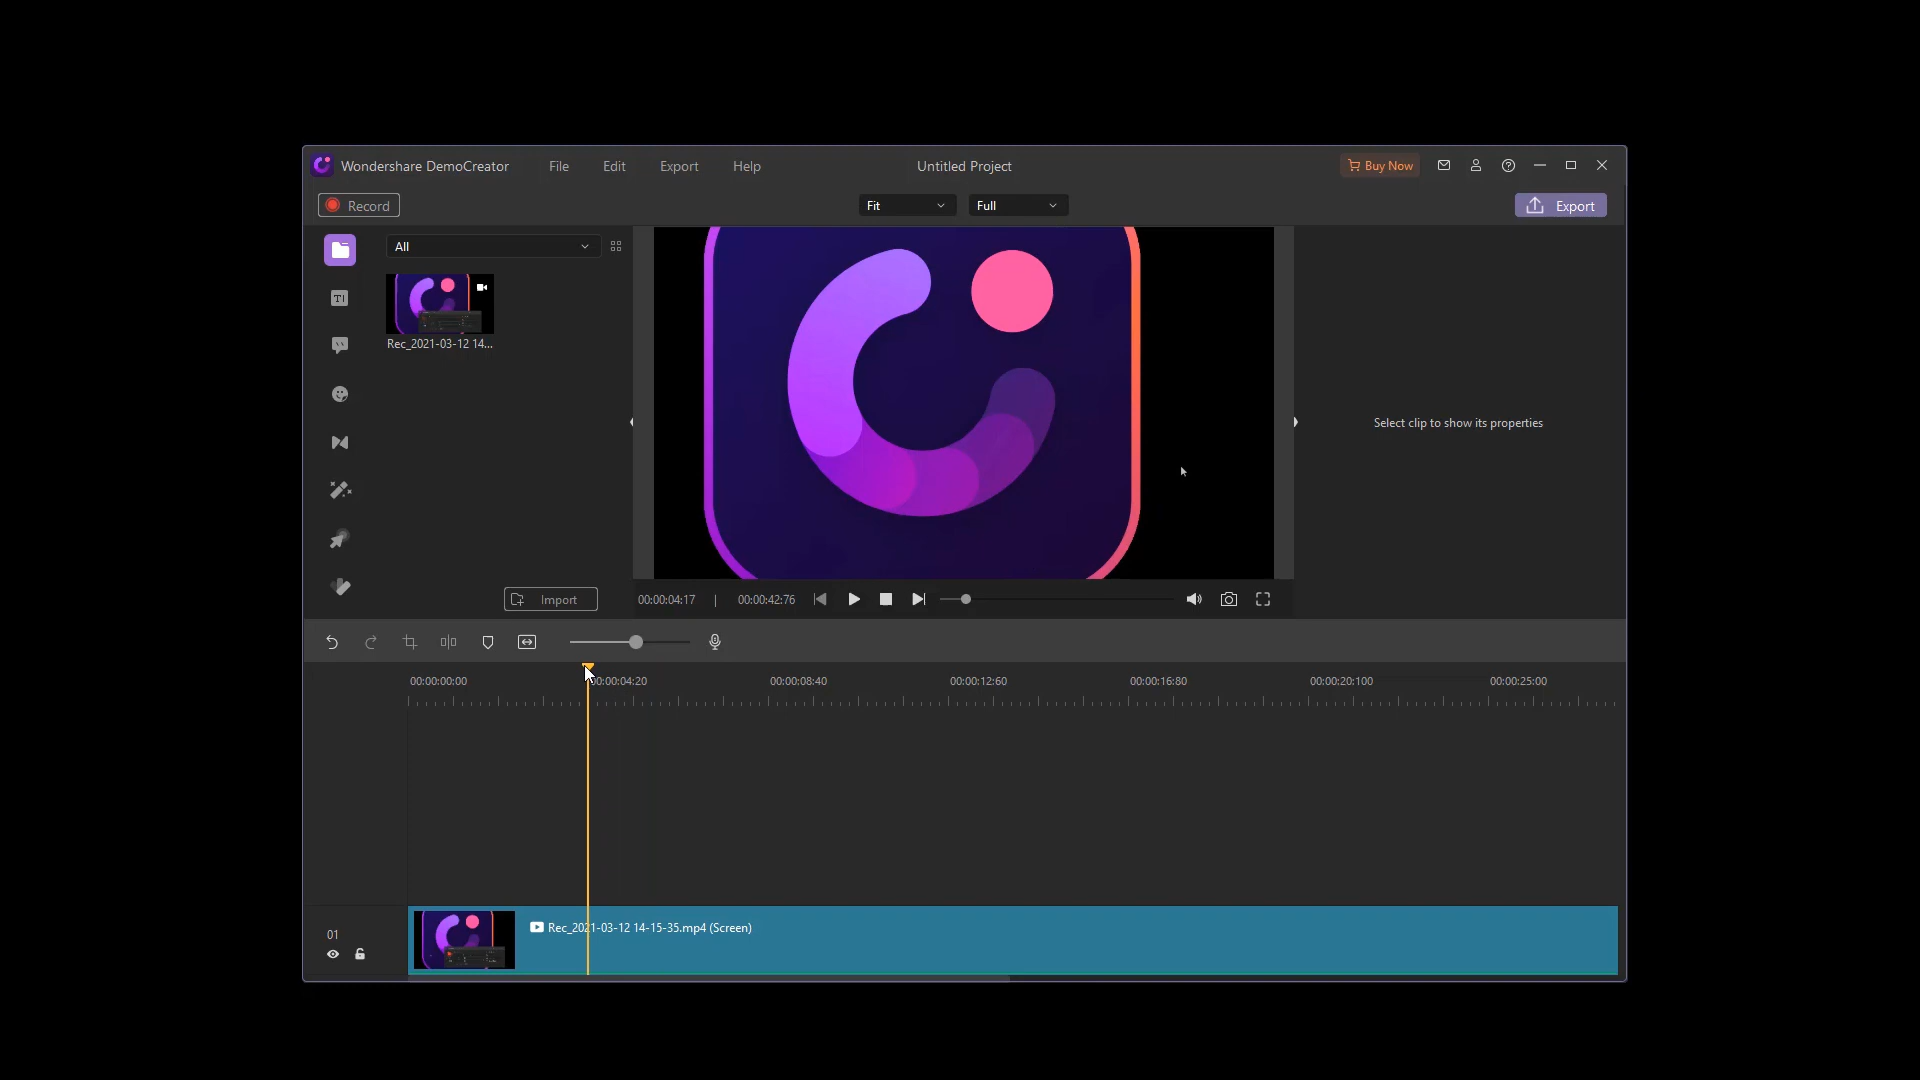 Wondershare DemoCreator File Edit Export Help Untitled Project Buy Now
Record Fit Full Export
All
Rec_2021-03-12 14...
Select clip to show its properties
Import 00:00:04:17 | 00:00:42:76
00:00:00:00 00:00:04:20 00:00:08:40 00:00:12:60 00:00:16:80 00:00:20:100 00:00:25:00
Rec_2021-03-12 14-15-35.mp4 (Screen)
01